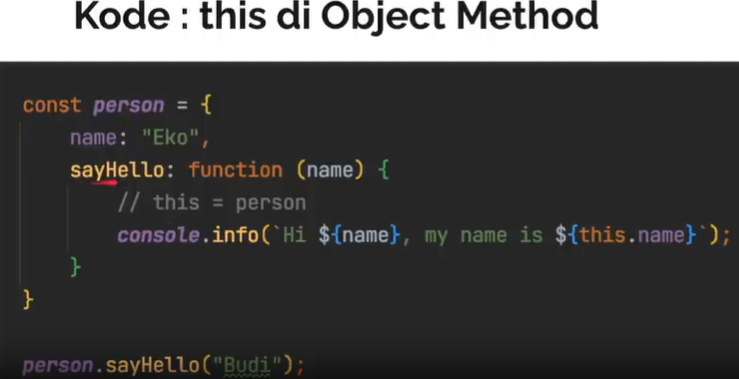 Kode : this di Object Method
const person = {
name: "Eko",
sayHello: function (name) {
// this = person
console.info(`Hi ${name}, my name is ${this.name}`);
}
}
person.sayHello("Budi");